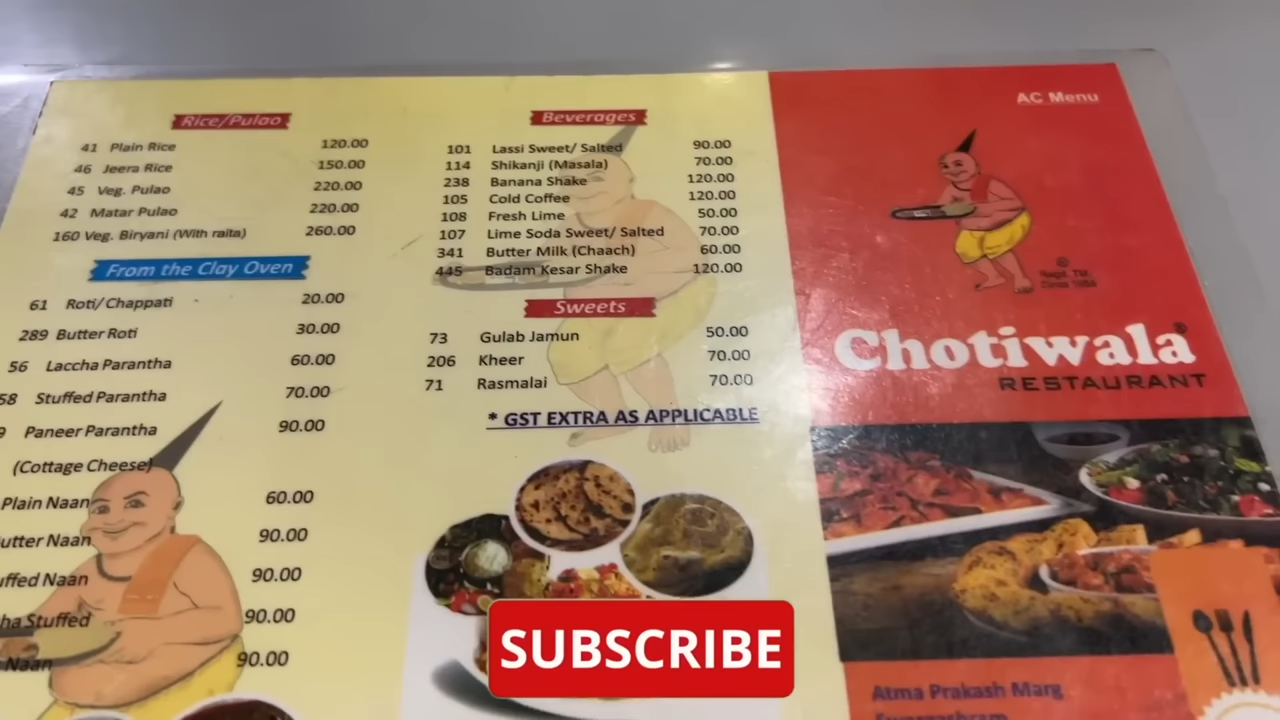 Rice/Pulao
41 Plain Rice 120.00
46 Jeera Rice 150.00
45 Veg. Pulao 220.00
42 Matar Pulao 220.00
160 Veg. Biryani (With raita) 260.00
From the Clay Oven
61 Roti/Chappati 20.00
289 Butter Roti 30.00
56 Laccha Parantha 60.00
58 Stuffed Parantha 70.00
9 Paneer Parantha 90.00
(Cottage Cheese)
Plain Naan 60.00
utter Naan 90.00
uffed Naan 90.00
ha Stuffed 90.00
Naan 90.00
Beverages
101 Lassi Sweet/ Salted 90.00
114 Shikanji (Masala) 70.00
238 Banana Shake 120.00
105 Cold Coffee 120.00
108 Fresh Lime 50.00
107 Lime Soda Sweet/ Salted 70.00
341 Butter Milk (Chaach) 60.00
445 Badam Kesar Shake 120.00
Sweets
73 Gulab Jamun 50.00
206 Kheer 70.00
71 Rasmalai 70.00
* GST EXTRA AS APPLICABLE
SUBSCRIBE
AC Menu
®
Regd. TM.
Chotiwala®
RESTAURANT
Atma Prakash Marg